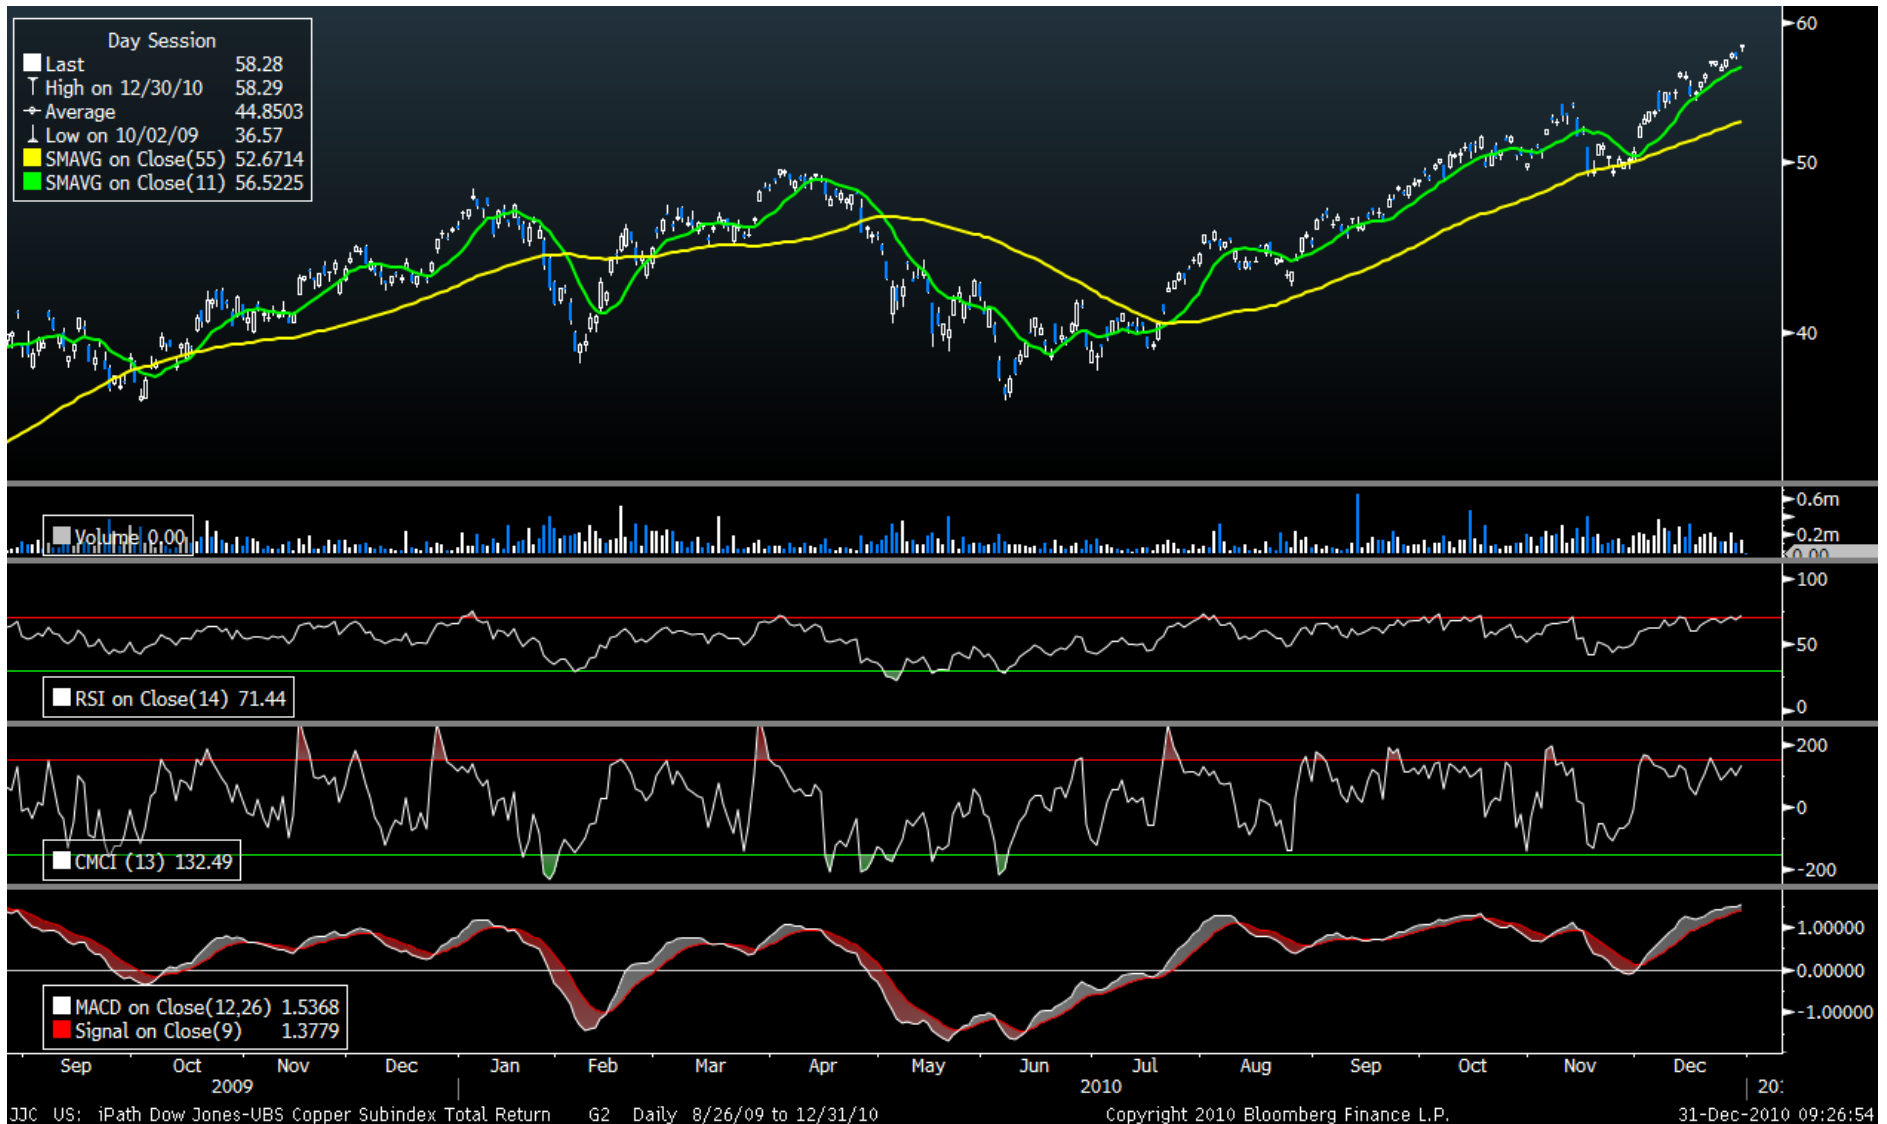 Day Session
Last 58.28
High on 12/30/10 58.29
Average 44.8503
Low on 10/02/09 36.57
SMAVG on Close(55) 52.6714
SMAVG on Close(11) 56.5225
60
50
40
Volume 0.00
0.6m
0.2m
0.00
100
50
0
RSI on Close(14) 71.44
200
0
-200
CMCI (13) 132.49
1.00000
0.00000
-1.00000
MACD on Close(12,26) 1.5368
Signal on Close(9) 1.3779
Sep Oct Nov Dec Jan Feb Mar Apr May Jun Jul Aug Sep Oct Nov Dec
2009 2010 20
JJC US: iPath Dow Jones-UBS Copper Subindex Total Return G2 Daily 8/26/09 to 12/31/10 Copyright 2010 Bloomberg Finance L.P. 31-Dec-2010 09:26:54